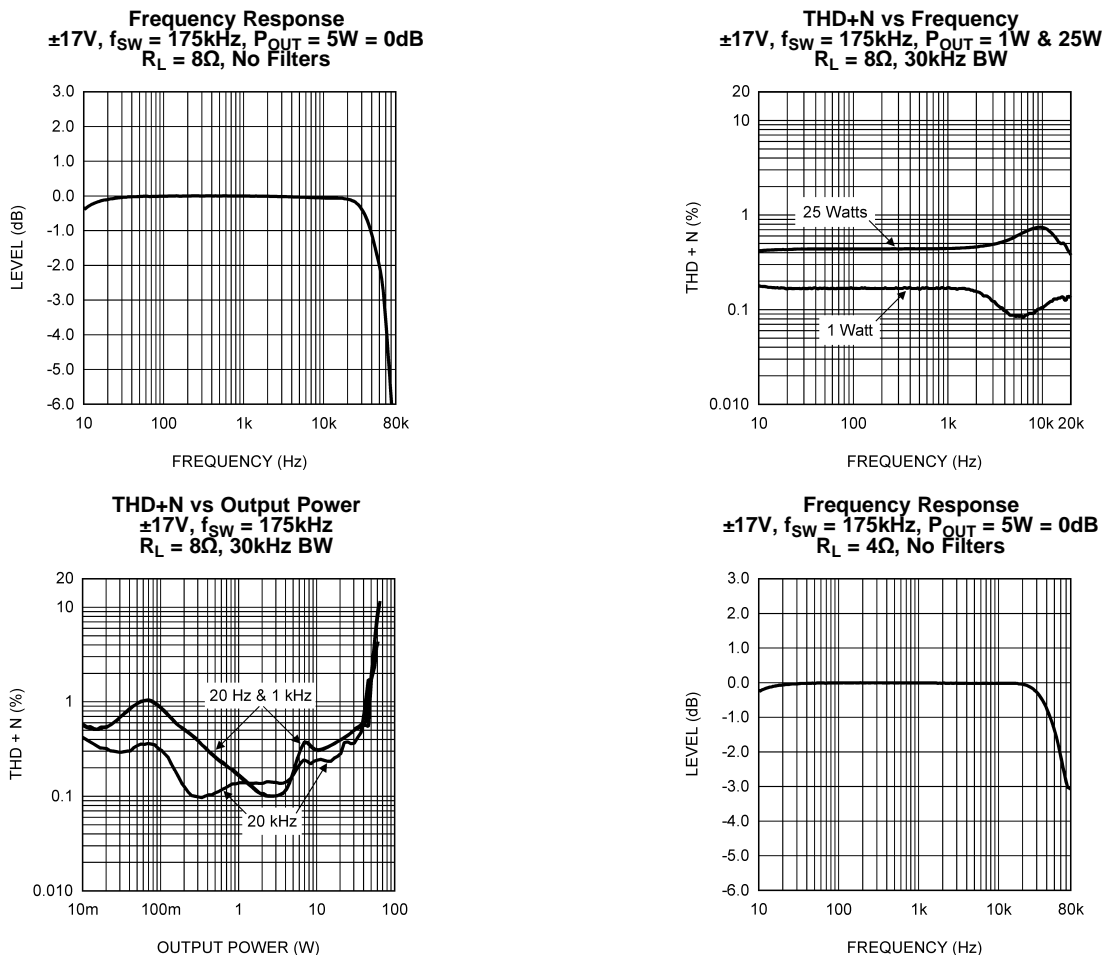 Frequency Response
±17V, fSW = 175kHz, POUT = 5W = 0dB
RL = 8Ω, No Filters
3.0
2.0
1.0
0.0
-1.0
-2.0
-3.0
-4.0
-5.0
-6.0
LEVEL (dB)
10
100
1k
10k
80k
FREQUENCY (Hz)
THD+N vs Frequency
±17V, fSW = 175kHz, POUT = 1W & 25W
RL = 8Ω, 30kHz BW
20
10
1
0.1
0.010
THD + N (%)
25 Watts
1 Watt
10
100
1k
10k 20k
FREQUENCY (Hz)
THD+N vs Output Power
±17V, fSW = 175kHz
RL = 8Ω, 30kHz BW
20
10
1
0.1
0.010
THD + N (%)
20 Hz & 1 kHz
20 kHz
10m
100m
1
10
100
OUTPUT POWER (W)
Frequency Response
±17V, fSW = 175kHz, POUT = 5W = 0dB
RL = 4Ω, No Filters
3.0
2.0
1.0
0.0
-1.0
-2.0
-3.0
-4.0
-5.0
-6.0
LEVEL (dB)
10
100
1k
10k
80k
FREQUENCY (Hz)